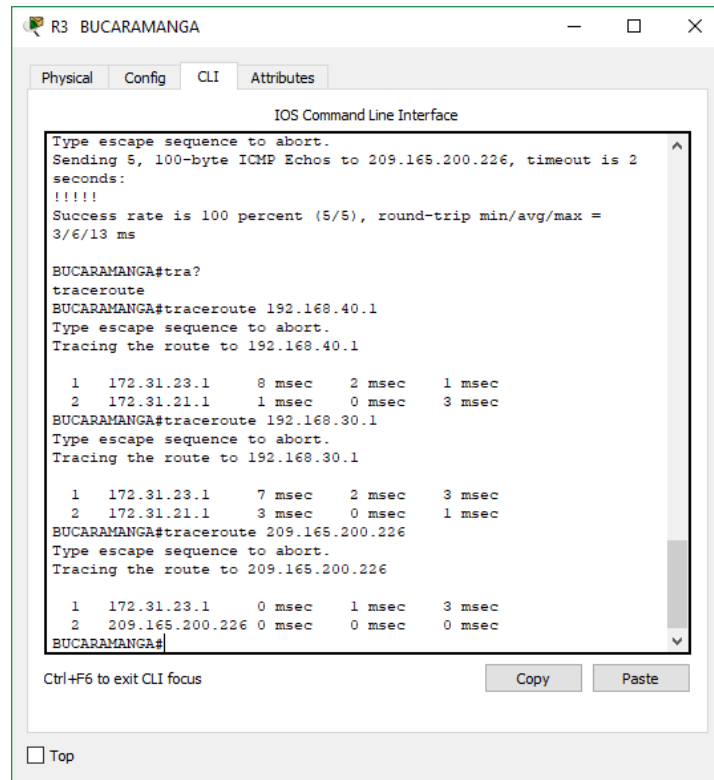 R3 BUCARAMANGA
Physical Config CLI Attributes
IOS Command Line Interface
Type escape sequence to abort.
Sending 5, 100-byte ICMP Echos to 209.165.200.226, timeout is 2
seconds:
!!!!!
Success rate is 100 percent (5/5), round-trip min/avg/max =
3/6/13 ms
BUCARAMANGA#tra?
traceroute
BUCARAMANGA#traceroute 192.168.40.1
Type escape sequence to abort.
Tracing the route to 192.168.40.1
1 172.31.23.1 8 msec 2 msec 1 msec
2 172.31.21.1 1 msec 0 msec 3 msec
BUCARAMANGA#traceroute 192.168.30.1
Type escape sequence to abort.
Tracing the route to 192.168.30.1
1 172.31.23.1 7 msec 2 msec 3 msec
2 172.31.21.1 3 msec 0 msec 1 msec
BUCARAMANGA#traceroute 209.165.200.226
Type escape sequence to abort.
Tracing the route to 209.165.200.226
1 172.31.23.1 0 msec 1 msec 3 msec
2 209.165.200.226 0 msec 0 msec 0 msec
BUCARAMANGA#
Ctrl+F6 to exit CLI focus Copy Paste
Top